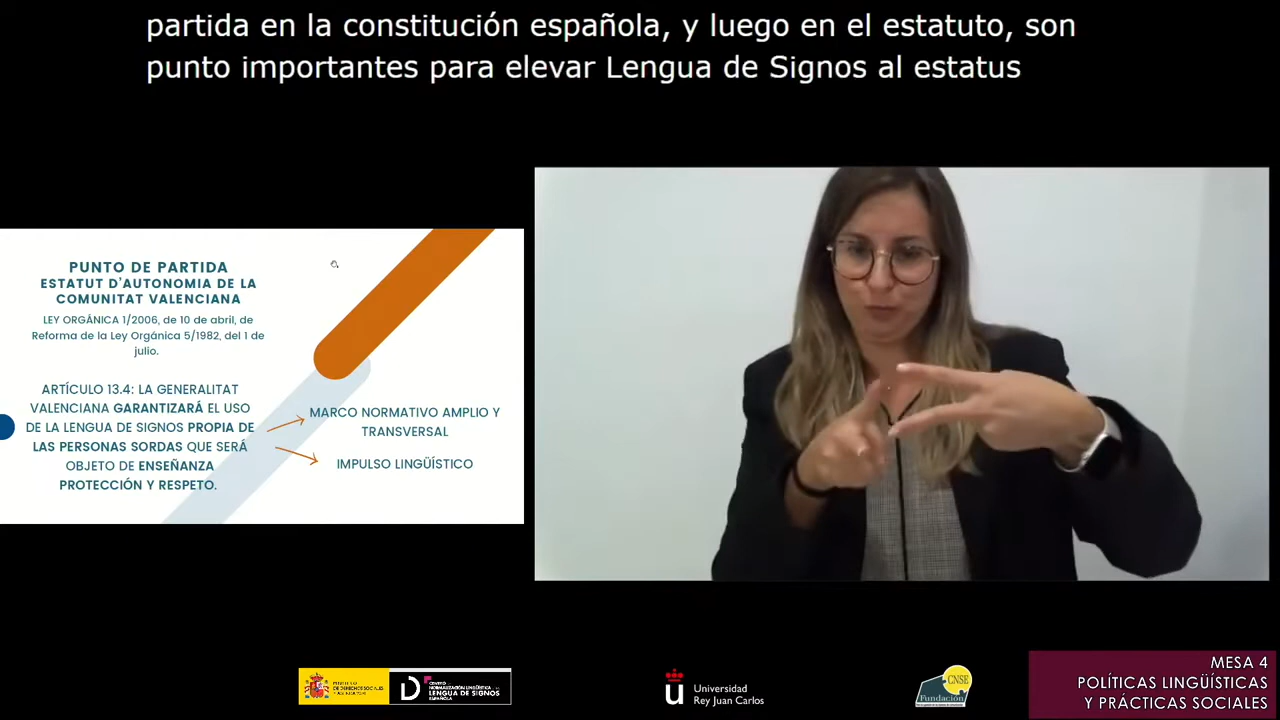 partida en la constitución española, y luego en el estatuto, son
punto importantes para elevar Lengua de Signos al estatus
PUNTO DE PARTIDA
ESTATUT D'AUTONOMIA DE LA
COMUNITAT VALENCIANA
LEY ORGÁNICA 1/2006, de 10 de abril, de
Reforma de la Ley Orgánica 5/1982, del 1 de
julio.
ARTÍCULO 13.4: LA GENERALITAT
VALENCIANA GARANTIZARÁ EL USO
DE LA LENGUA DE SIGNOS PROPIA DE
LAS PERSONAS SORDAS QUE SERÁ
OBJETO DE ENSEÑANZA
PROTECCIÓN Y RESPETO.
MARCO NORMATIVO AMPLIO Y
TRANSVERSAL
IMPULSO LINGÜÍSTICO
NORMALIZACIÓN LINGÜÍSTICA
LENGUA DE SIGNOS
ESPAÑOLA
Universidad
Rey Juan Carlos
CNSE
Fundación
MESA 4
POLÍTICAS LINGÜÍSTICAS
Y PRÁCTICAS SOCIALES